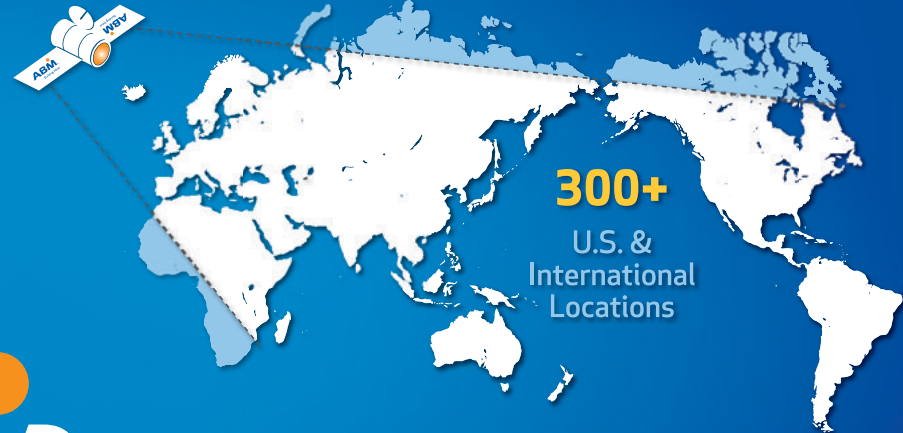 ABM
ABM
300+
U.S. &
International
Locations